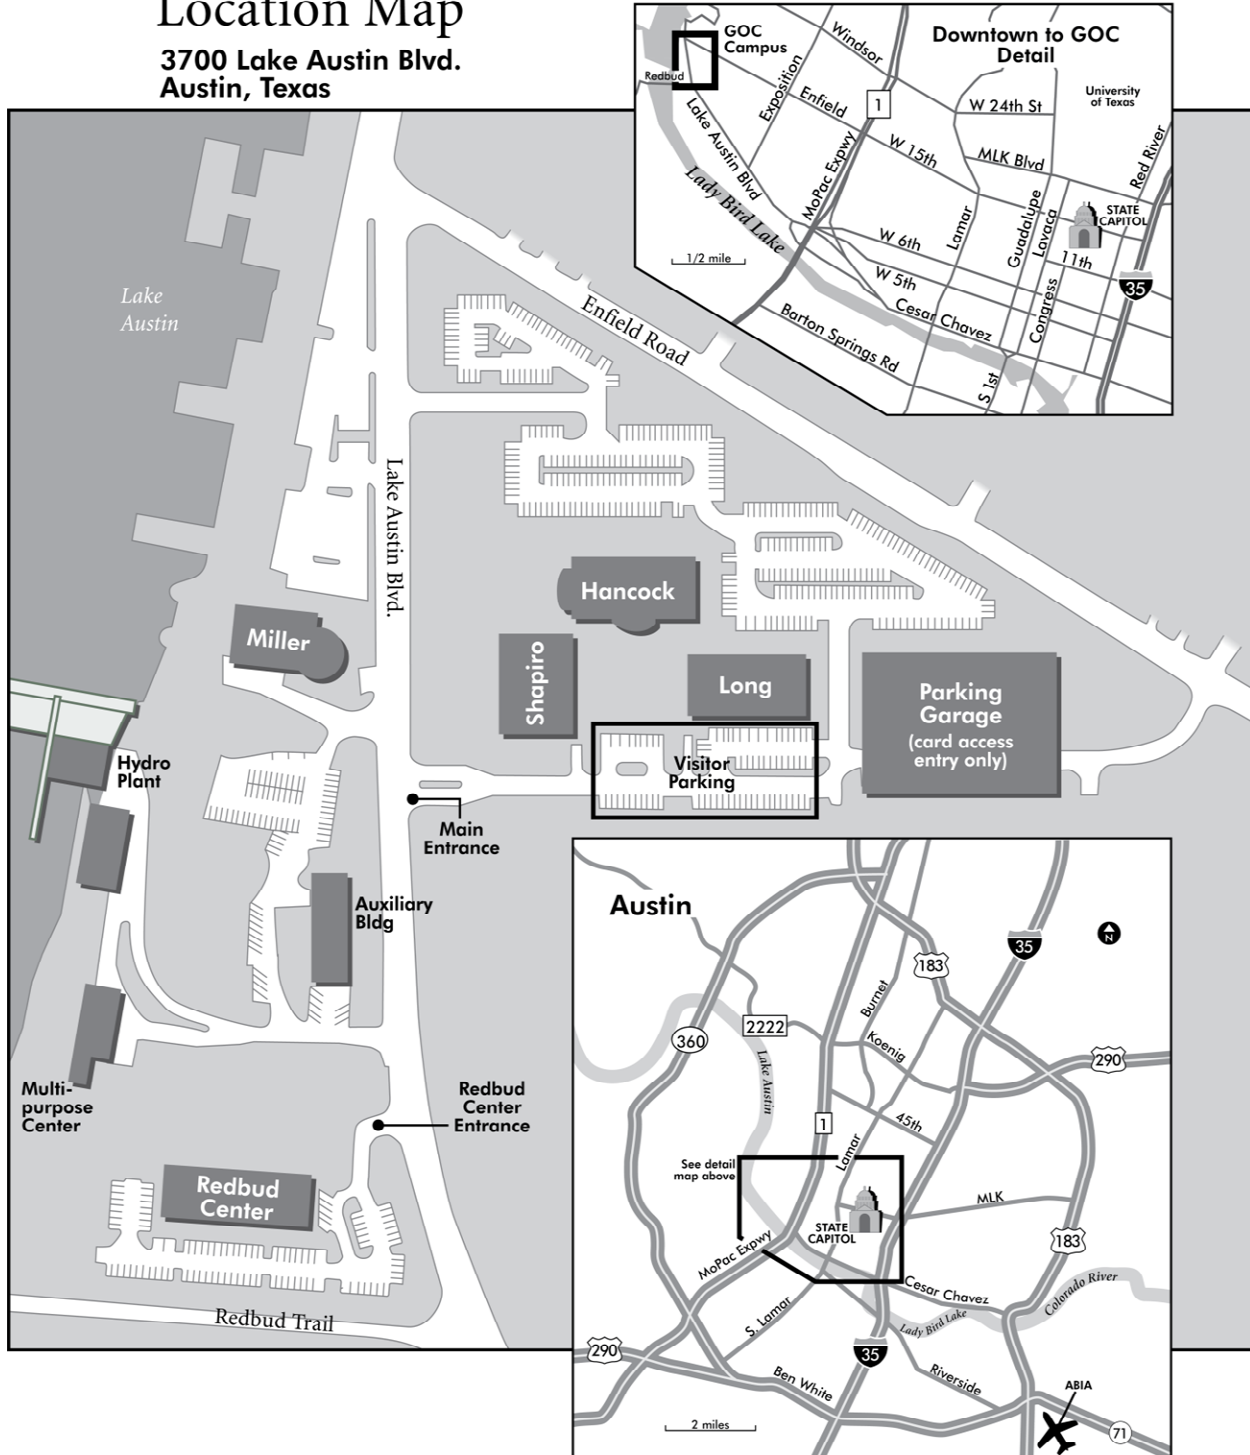 Location Map
3700 Lake Austin Blvd.
Austin, Texas
GOC
Campus
Redbud
Windsor
Exposition
Enfield
Lake Austin Blvd
Lady Bird Lake
1/2 mile
1
MoPac Expwy
W 15th
Downtown to GOC
Detail
University
of Texas
W 24th St
MLK Blvd
Red River
Lamar
Guadalupe
Lavaca
STATE
CAPITOL
11th
35
W 6th
W 5th
Cesar Chavez
Congress
Barton Springs Rd
S 1st
Lake
Austin
Enfield Road
Lake Austin Blvd.
Hancock
Miller
Shapiro
Long
Parking
Garage
(card access
entry only)
Visitor
Parking
Hydro
Plant
Main
Entrance
Auxiliary
Bldg
Multi-
purpose
Center
Redbud
Center
Entrance
Redbud
Center
Redbud Trail
Austin
N
35
183
Burnet
360
2222
Koenig
290
Lake Austin
1
45th
Lamar
See detail
map above
MLK
STATE
CAPITOL
183
MoPac Expwy
Cesar Chavez
Colorado River
S. Lamar
Lady Bird Lake
290
35
Ben White
Riverside
ABIA
2 miles
71